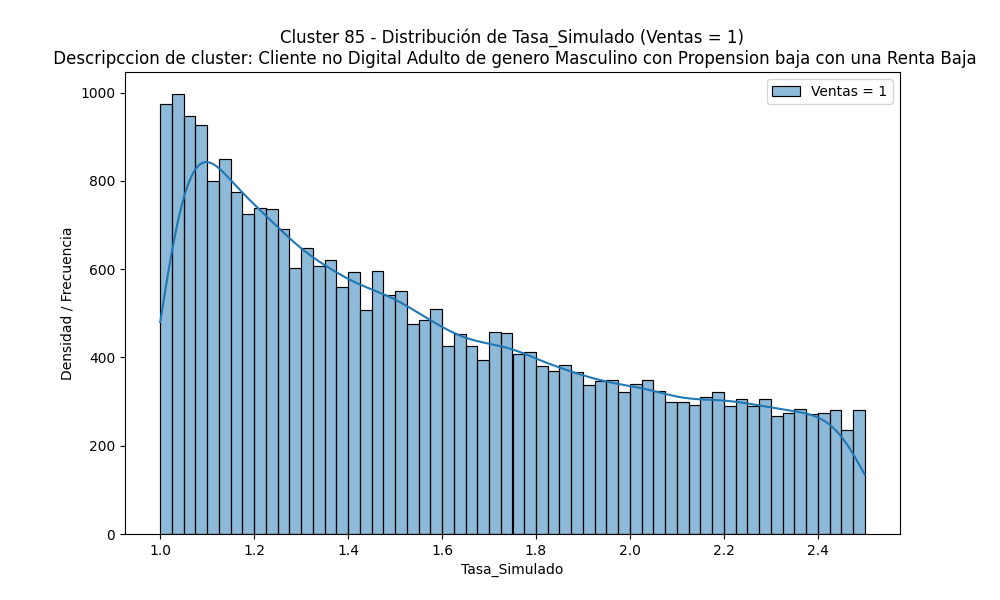 Cluster 85 - Distribución de Tasa_Simulado (Ventas = 1)
Descripccion de cluster: Cliente no Digital Adulto de genero Masculino con Propension baja con una Renta Baja
Ventas = 1
1000
800
600
400
200
0
Densidad / Frecuencia
1.0 1.2 1.4 1.6 1.8 2.0 2.2 2.4
Tasa_Simulado